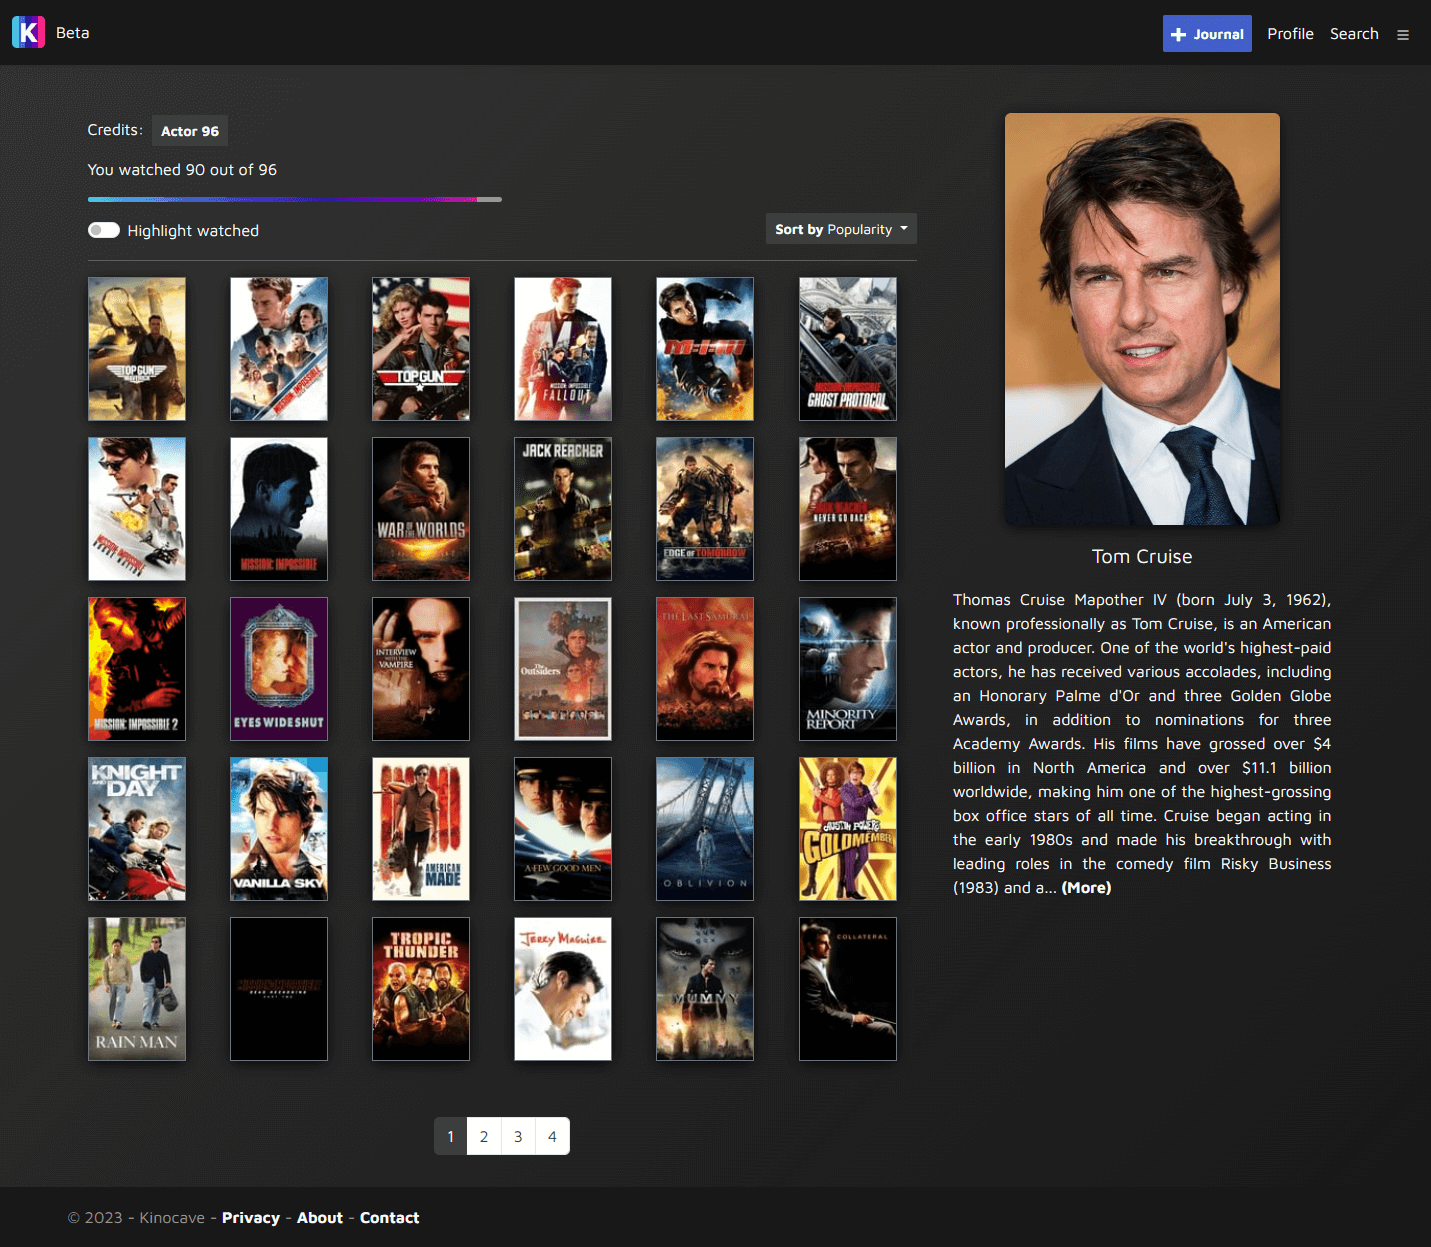 K Beta
Journal Profile Search
Credits: Actor 96
You watched 90 out of 96
Highlight watched
Sort by Popularity
TOP GUN
MAVERICK
MISSION: IMPOSSIBLE
TOP GUN
MISSION: IMPOSSIBLE
FALLOUT
M:i:III
MISSION: IMPOSSIBLE
GHOST PROTOCOL
MISSION: IMPOSSIBLE
ROGUE NATION
MISSION: IMPOSSIBLE
WAR OF THE WORLDS
JACK REACHER
EDGE OF TOMORROW
JACK REACHER
NEVER GO BACK
MISSION: IMPOSSIBLE 2
EYES WIDE SHUT
INTERVIEW
WITH THE
VAMPIRE
The
Outsiders
THE LAST SAMURAI
MINORITY
REPORT
KNIGHT
AND
DAY
VANILLA SKY
AMERICAN
MADE
A FEW GOOD MEN
OBLIVION
AUSTIN POWERS
GOLDMEMBER
RAIN MAN
MISSION: IMPOSSIBLE
DEAD RECKONING
PART TWO
TROPIC
THUNDER
Jerry Maguire
THE
MUMMY
COLLATERAL
1 2 3 4
Tom Cruise
Thomas Cruise Mapother IV (born July 3, 1962),
known professionally as Tom Cruise, is an American
actor and producer. One of the world's highest-paid
actors, he has received various accolades, including
an Honorary Palme d'Or and three Golden Globe
Awards, in addition to nominations for three
Academy Awards. His films have grossed over $4
billion in North America and over $11.1 billion
worldwide, making him one of the highest-grossing
box office stars of all time. Cruise began acting in
the early 1980s and made his breakthrough with
leading roles in the comedy film Risky Business
(1983) and a... (More)
© 2023 - Kinocave - Privacy - About - Contact